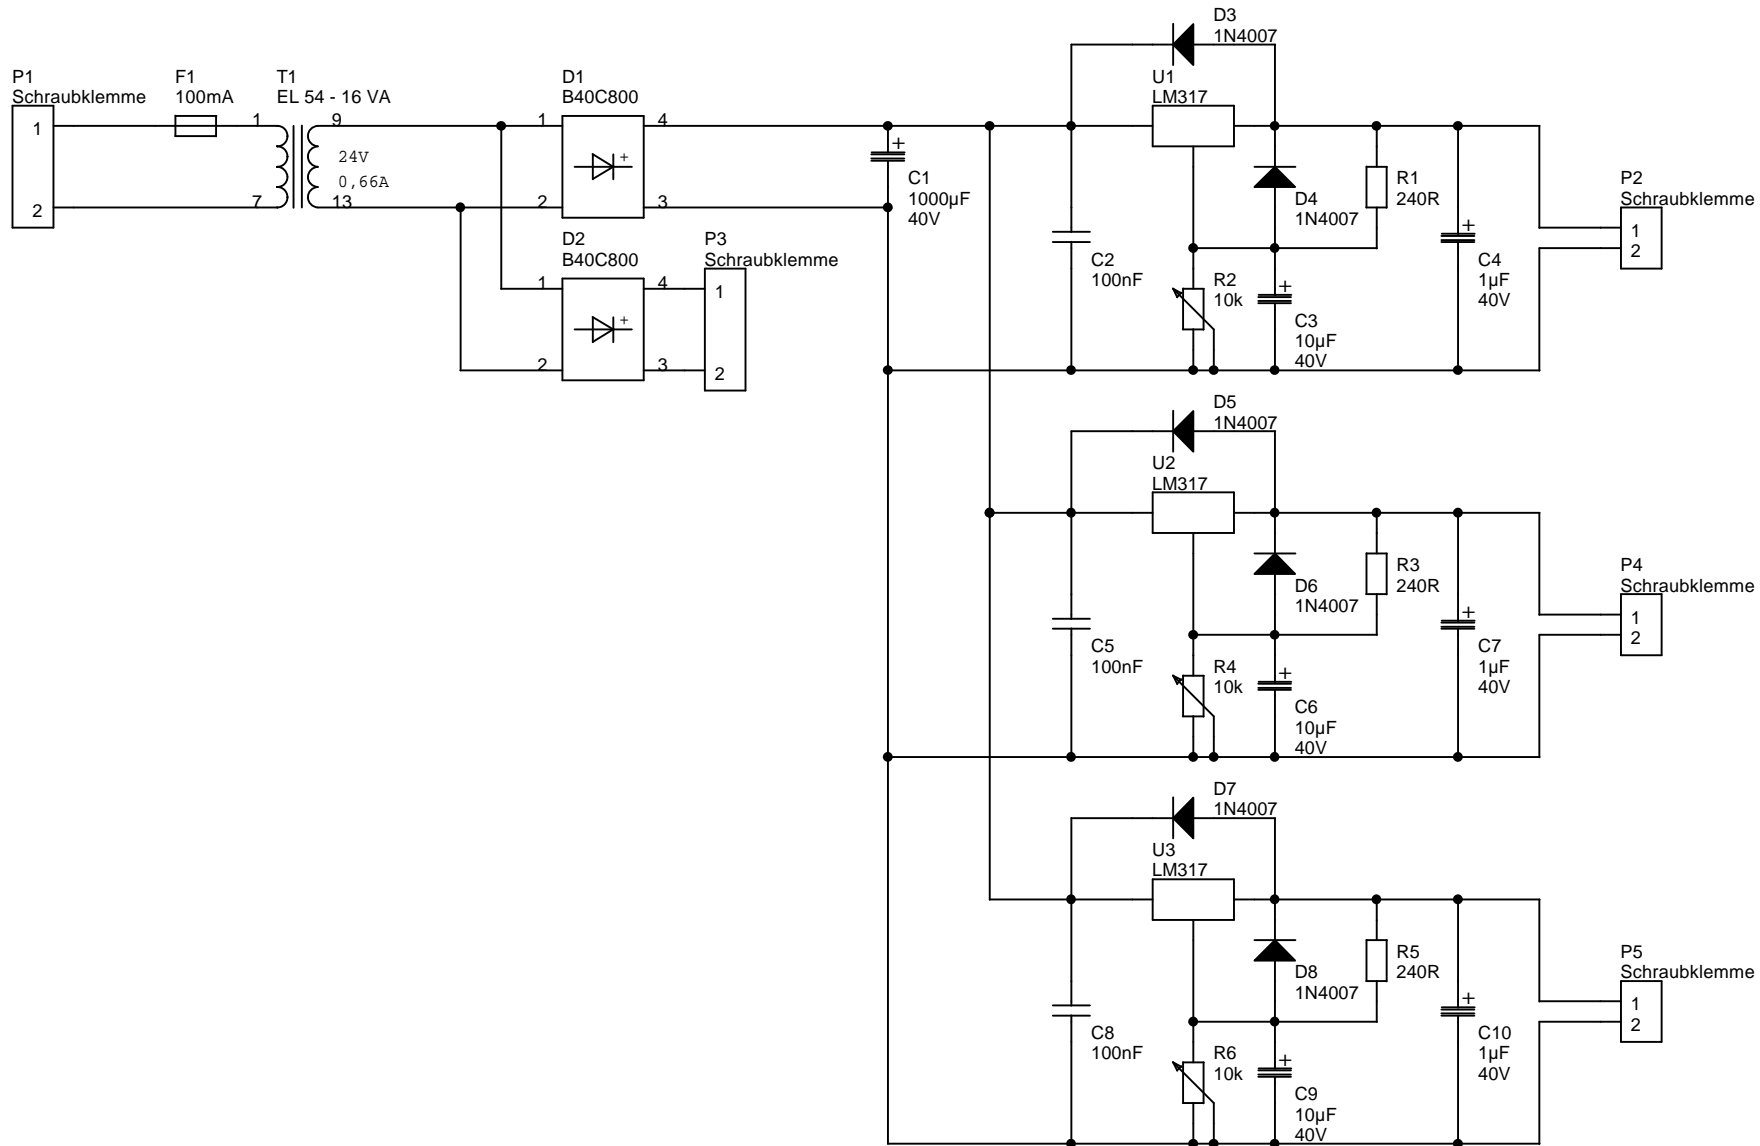 P1
Schraubklemme
1
2
F1
100mA
T1
EL 54 - 16 VA
1
7
9
13
24V
0,66A
D1
B40C800
1
2
4
3
+
D2
B40C800
1
2
4
3
+
P3
Schraubklemme
1
2
+
C1
1000µF
40V
D3
1N4007
U1
LM317
C2
100nF
D4
1N4007
R1
240R
R2
10k
+
C3
10µF
40V
+
C4
1µF
40V
P2
Schraubklemme
1
2
D5
1N4007
U2
LM317
C5
100nF
D6
1N4007
R3
240R
R4
10k
+
C6
10µF
40V
+
C7
1µF
40V
P4
Schraubklemme
1
2
D7
1N4007
U3
LM317
C8
100nF
D8
1N4007
R5
240R
R6
10k
+
C9
10µF
40V
+
C10
1µF
40V
P5
Schraubklemme
1
2